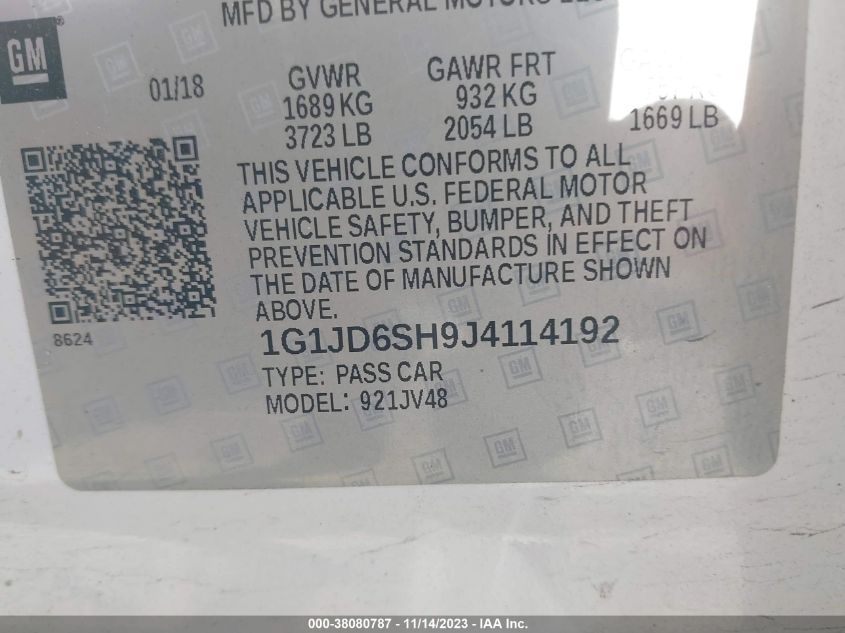 MFD BY GENERAL MOTORS
GM
01/18
GVWR
1689 KG
3723 LB
GAWR FRT
932 KG
2054 LB
1669 LB
THIS VEHICLE CONFORMS TO ALL
APPLICABLE U.S. FEDERAL MOTOR
VEHICLE SAFETY, BUMPER, AND THEFT
PREVENTION STANDARDS IN EFFECT ON
THE DATE OF MANUFACTURE SHOWN
ABOVE.
8624
1G1JD6SH9J4114192
TYPE: PASS CAR
MODEL: 921JV48
000-38080787 - 11/14/2023 - IAA Inc.